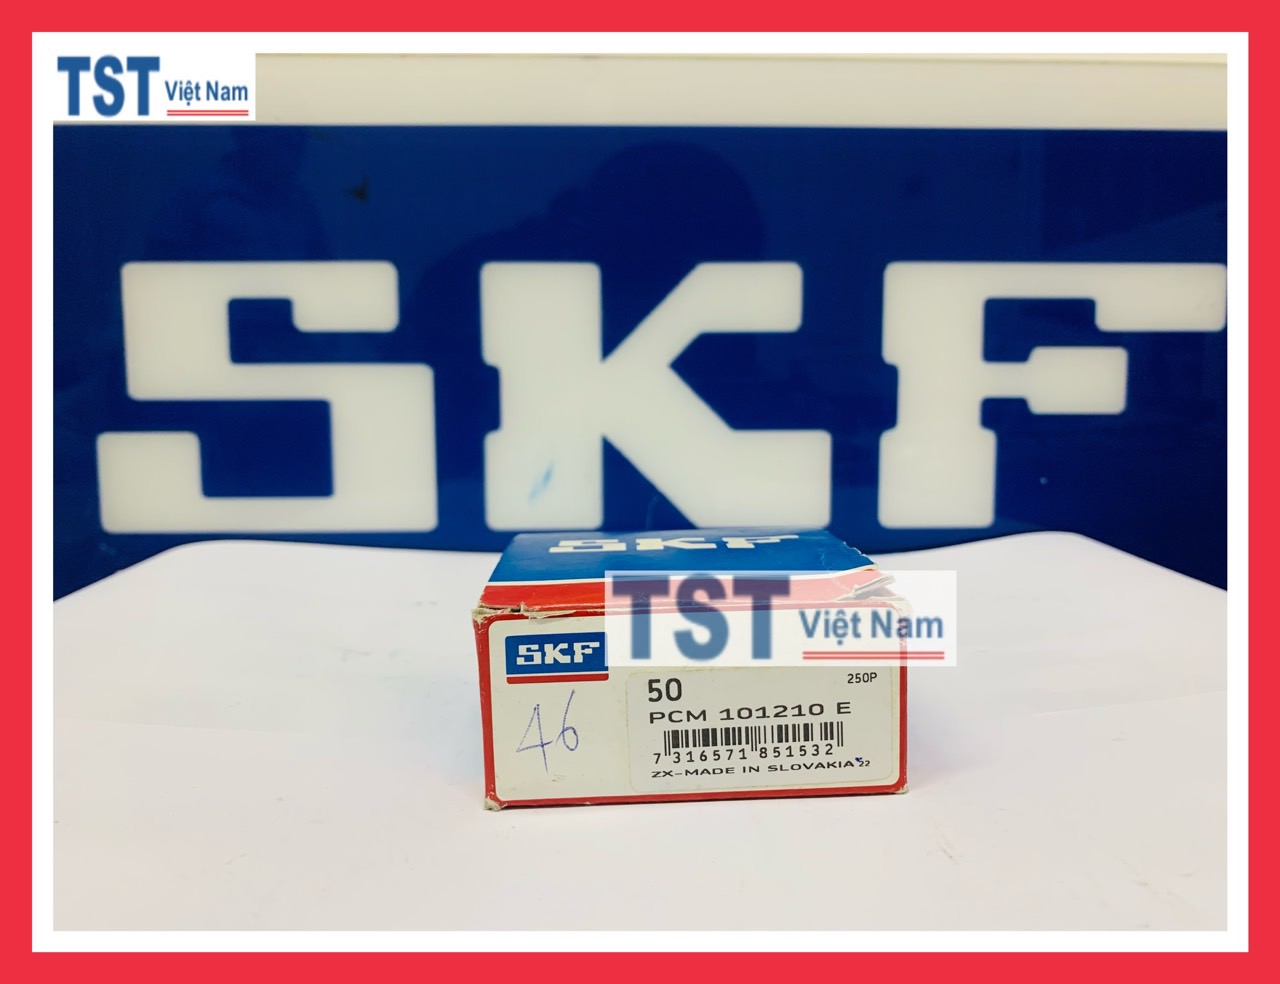 TST Việt Nam
SKF
SKF
TST Việt Nam
SKF
50
250P
PCM 101210 E
46
7 316571 851532
ZX-MADE IN SLOVAKIA 22